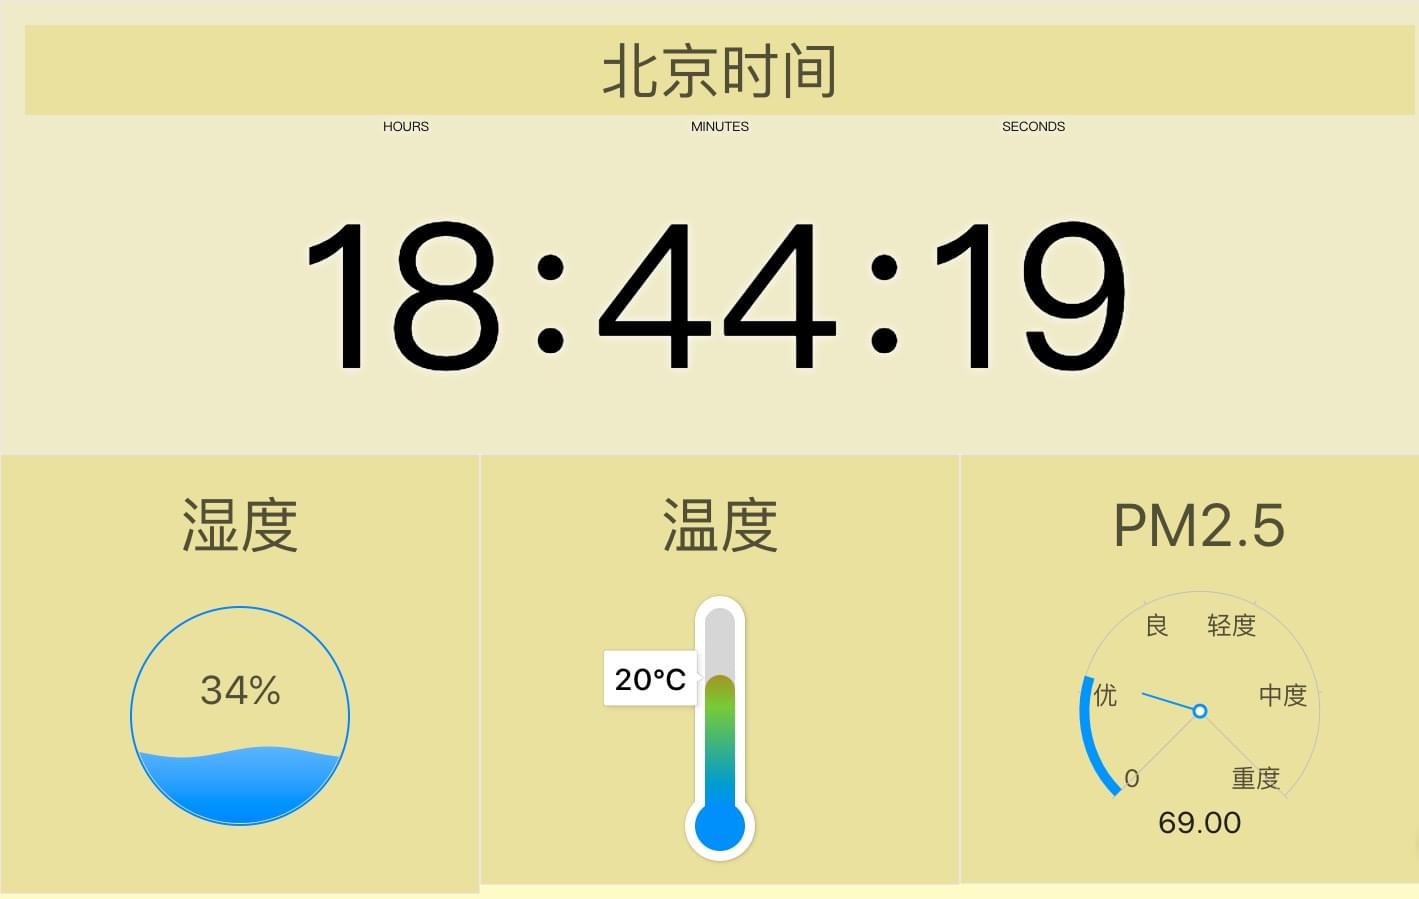 北京时间
HOURS MINUTES SECONDS
18:44:19
湿度 温度 PM2.5
34%
20°C
良 轻度
优 中度
0 重度
69.00